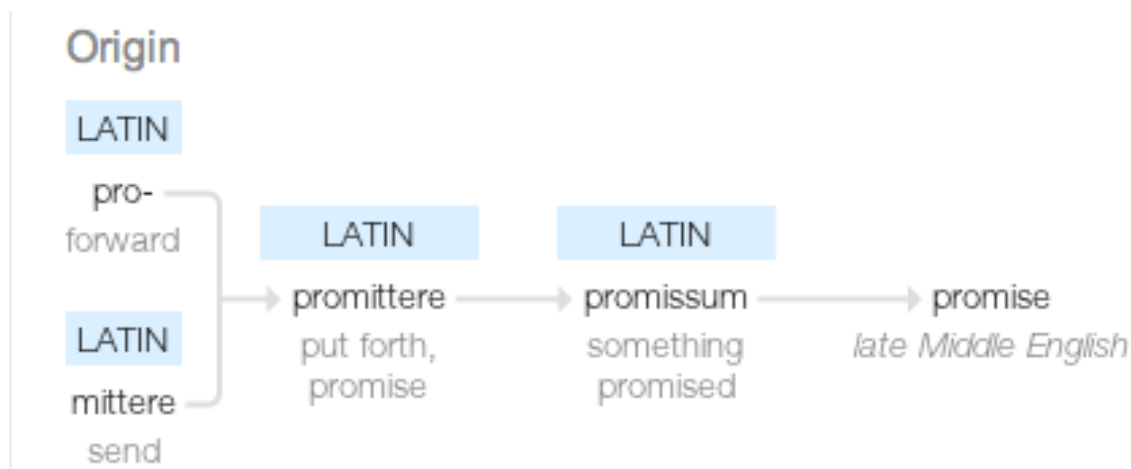 Origin
LATIN
pro-
forward
LATIN
mittere
send
LATIN
promittere
put forth,
promise
LATIN
promissum
something
promised
promise
late Middle English